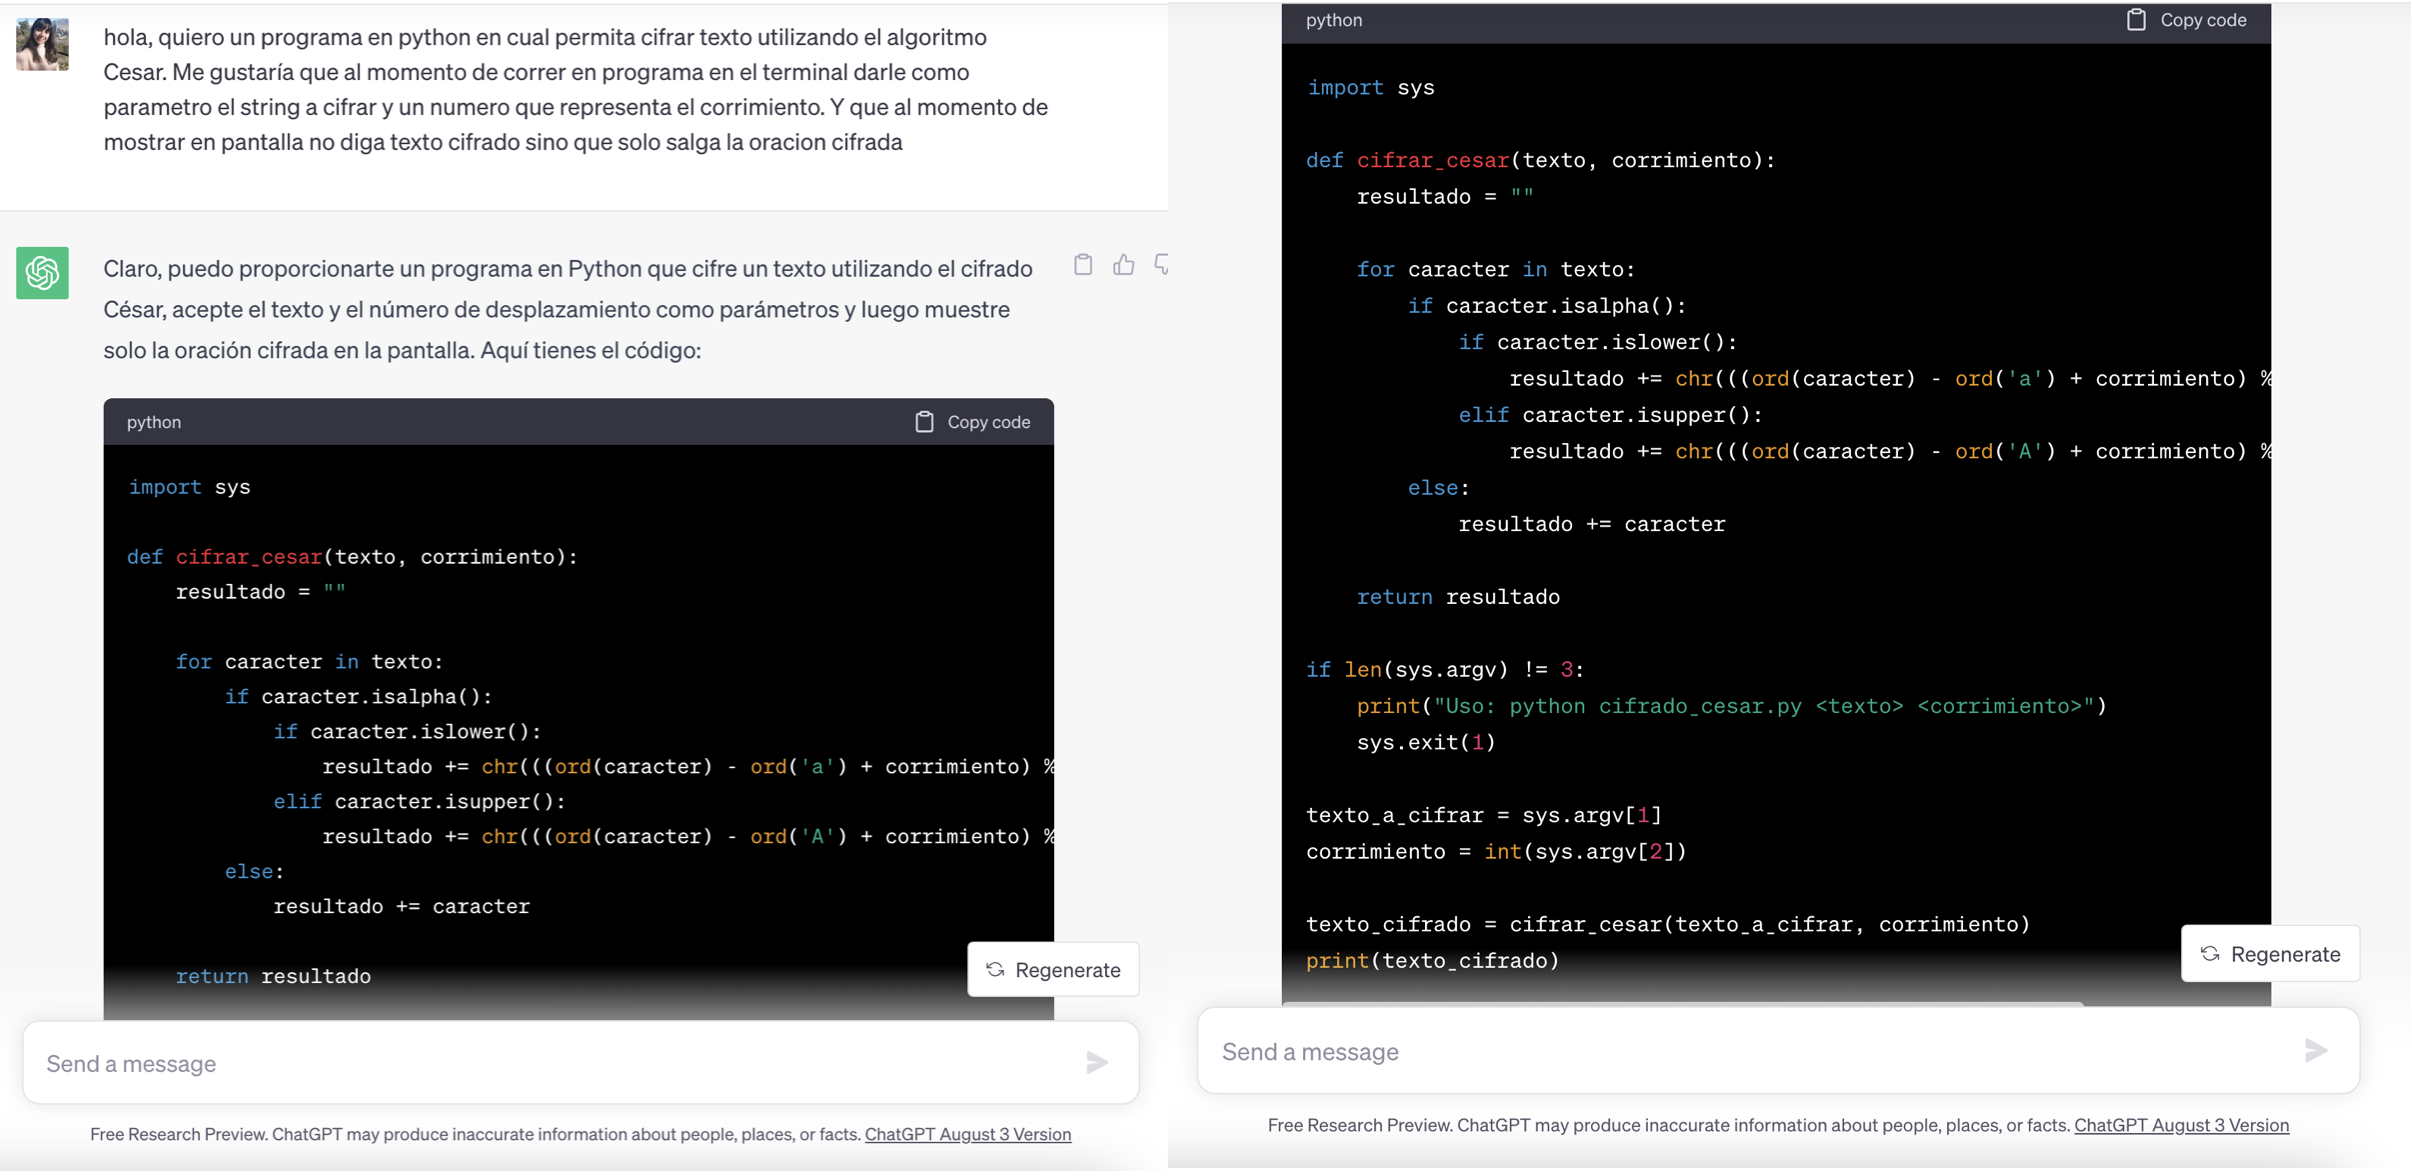 hola, quiero un programa en python en cual permita cifrar texto utilizando el algoritmo
Cesar. Me gustaría que al momento de correr en programa en el terminal darle como
parametro el string a cifrar y un numero que representa el corrimiento. Y que al momento de
mostrar en pantalla no diga texto cifrado sino que solo salga la oracion cifrada
Claro, puedo proporcionarte un programa en Python que cifre un texto utilizando el cifrado
César, acepte el texto y el número de desplazamiento como parámetros y luego muestre
solo la oración cifrada en la pantalla. Aquí tienes el código:
python Copy code
import sys
def cifrar_cesar(texto, corrimiento):
    resultado = ""
    for caracter in texto:
        if caracter.isalpha():
            if caracter.islower():
                resultado += chr(((ord(caracter) - ord('a') + corrimiento) %
            elif caracter.isupper():
                resultado += chr(((ord(caracter) - ord('A') + corrimiento) %
        else:
            resultado += caracter
    return resultado
Regenerate
Send a message
Free Research Preview. ChatGPT may produce inaccurate information about people, places, or facts. ChatGPT August 3 Version
python Copy code
import sys
def cifrar_cesar(texto, corrimiento):
    resultado = ""
    for caracter in texto:
        if caracter.isalpha():
            if caracter.islower():
                resultado += chr(((ord(caracter) - ord('a') + corrimiento) %
            elif caracter.isupper():
                resultado += chr(((ord(caracter) - ord('A') + corrimiento) %
        else:
            resultado += caracter
    return resultado
if len(sys.argv) != 3:
    print("Uso: python cifrado_cesar.py <texto> <corrimiento>")
    sys.exit(1)
texto_a_cifrar = sys.argv[1]
corrimiento = int(sys.argv[2])
texto_cifrado = cifrar_cesar(texto_a_cifrar, corrimiento)
print(texto_cifrado)
Regenerate
Send a message
Free Research Preview. ChatGPT may produce inaccurate information about people, places, or facts. ChatGPT August 3 Version